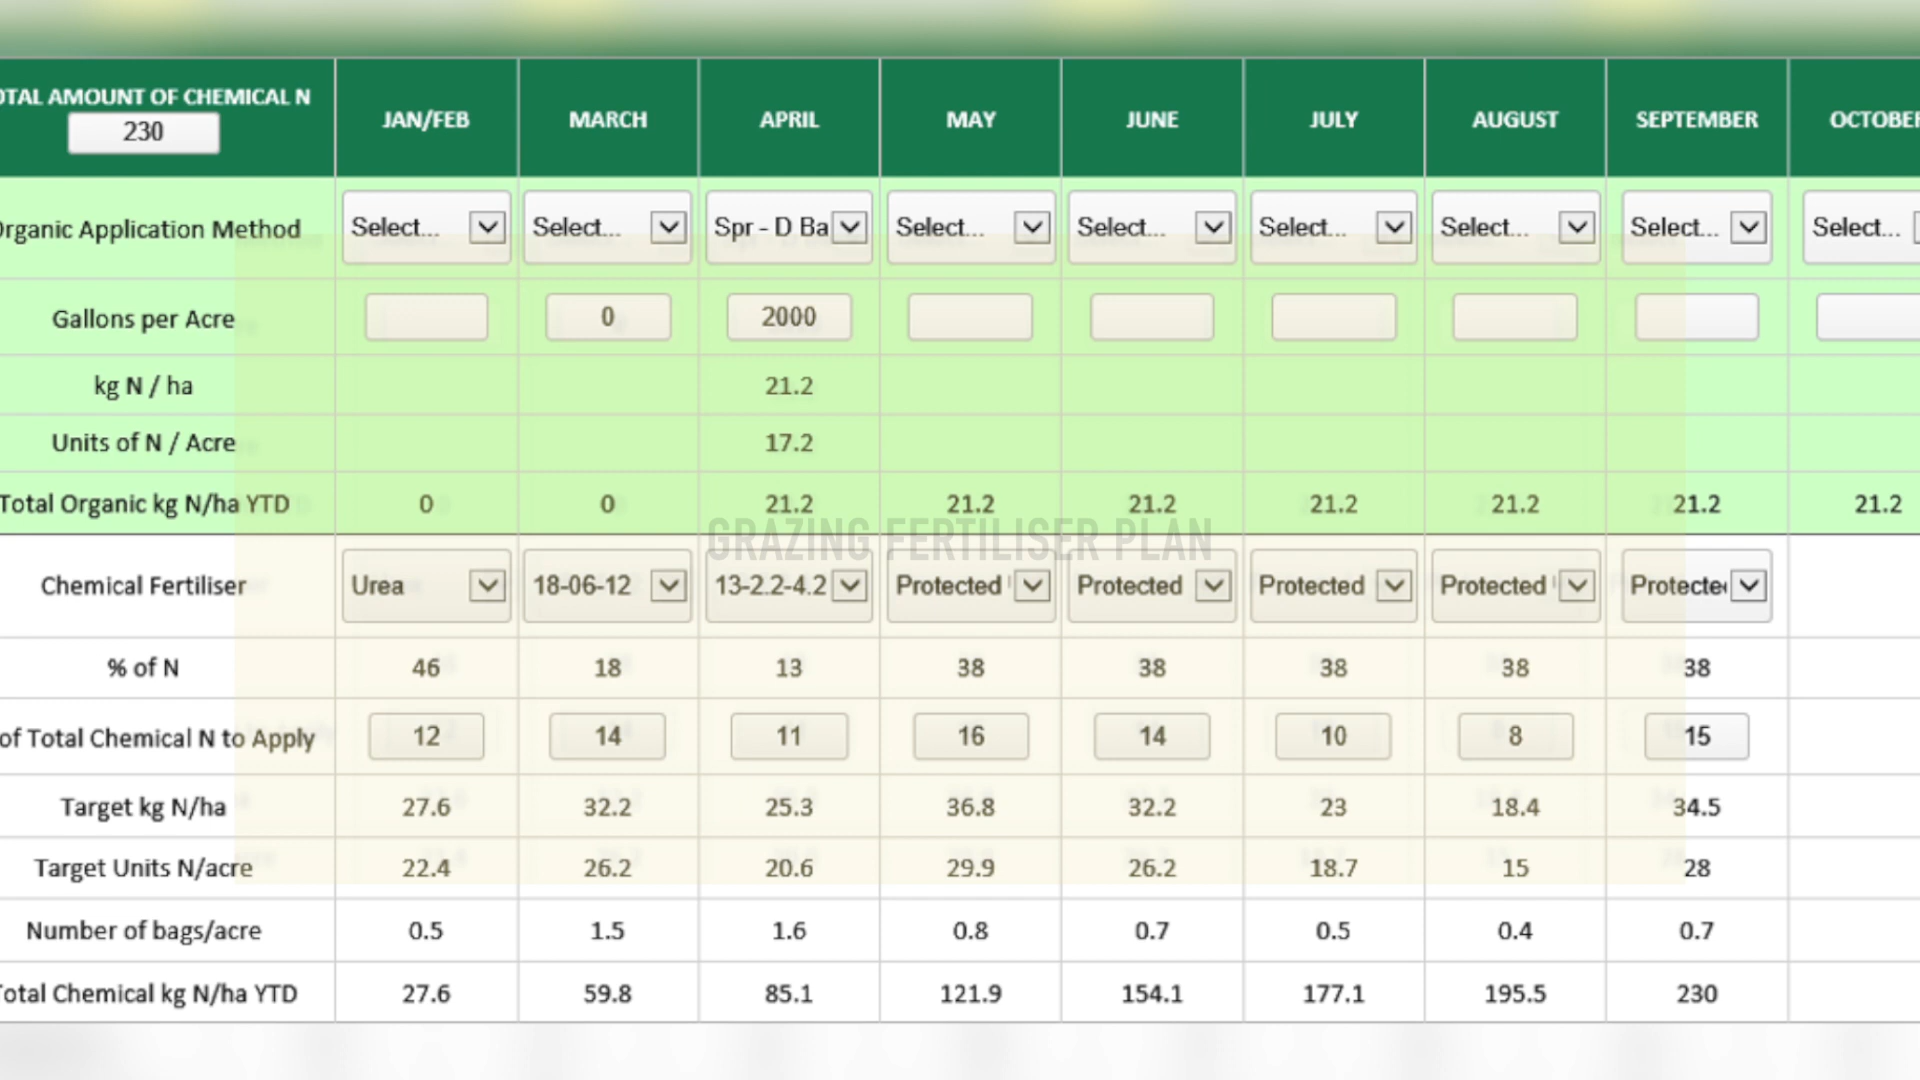 OTAL AMOUNT OF CHEMICAL N JAN/FEB MARCH APRIL MAY JUNE JULY AUGUST SEPTEMBER OCTOBER
230
Organic Application Method Select... Select... Spr - D Ba Select... Select... Select... Select... Select... Select...
Gallons per Acre 0 2000
kg N / ha 21.2
Units of N / Acre 17.2
Total Organic kg N/ha YTD 0 0 21.2 21.2 21.2 21.2 21.2 21.2 21.2
GRAZING FERTILISER PLAN
Chemical Fertiliser Urea 18-06-12 13-2.2-4.2 Protected Protected Protected Protected Protected
% of N 46 18 13 38 38 38 38 38
of Total Chemical N to Apply 12 14 11 16 14 10 8 15
Target kg N/ha 27.6 32.2 25.3 36.8 32.2 23 18.4 34.5
Target Units N/acre 22.4 26.2 20.6 29.9 26.2 18.7 15 28
Number of bags/acre 0.5 1.5 1.6 0.8 0.7 0.5 0.4 0.7
Total Chemical kg N/ha YTD 27.6 59.8 85.1 121.9 154.1 177.1 195.5 230